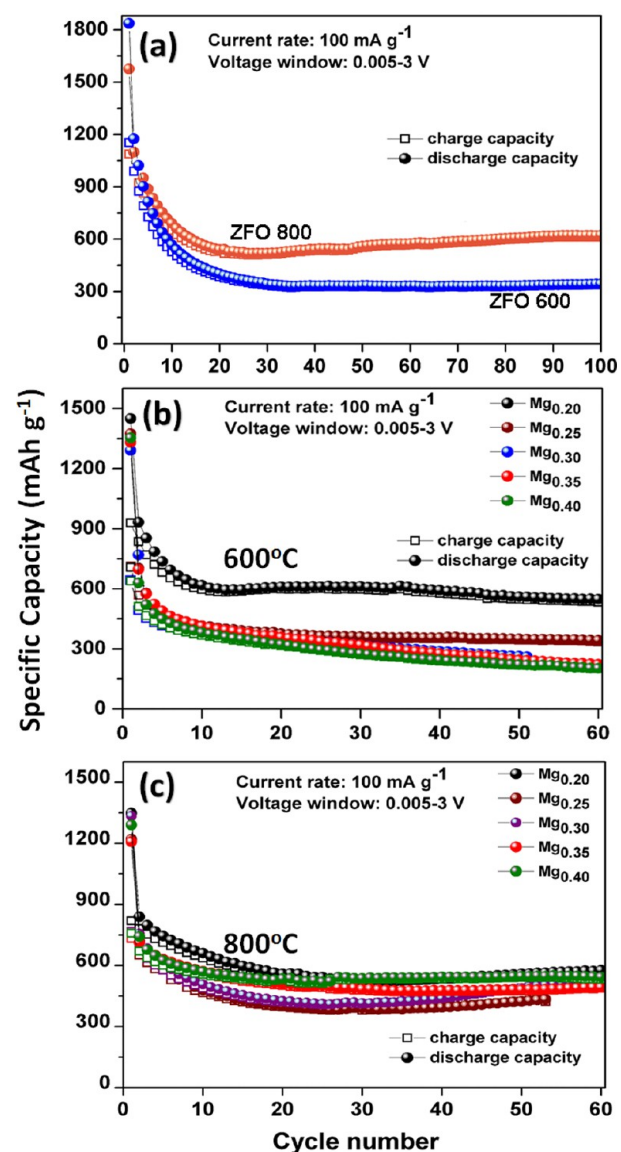 Specific Capacity (mAh g-1)
(a)
Current rate: 100 mA g-1
Voltage window: 0.005-3 V
charge capacity
discharge capacity
ZFO 800
ZFO 600
1800
1500
1200
900
600
300
0
0 10 20 30 40 50 60 70 80 90 100
(b)
Current rate: 100 mA g-1
Voltage window: 0.005-3 V
Mg0.20
Mg0.25
Mg0.30
Mg0.35
Mg0.40
charge capacity
discharge capacity
600oC
1500
1200
900
600
300
0
0 10 20 30 40 50 60
(c)
Current rate: 100 mA g-1
Voltage window: 0.005-3 V
Mg0.20
Mg0.25
Mg0.30
Mg0.35
Mg0.40
800oC
charge capacity
discharge capacity
1500
1200
900
600
300
0
0 10 20 30 40 50 60
Cycle number